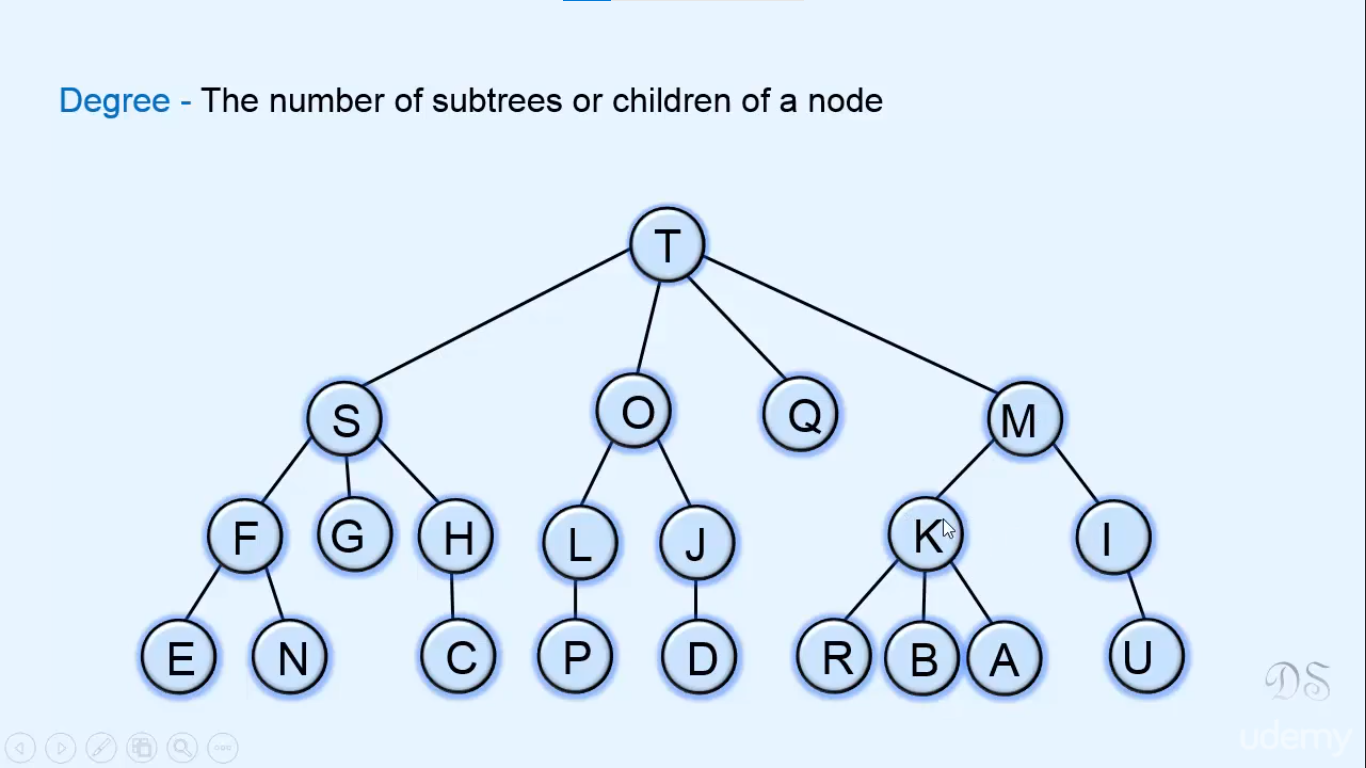 Degree - The number of subtrees or children of a node
T
S
O
Q
M
F
G
H
L
J
K
I
E
N
C
P
D
R
B
A
U
DS
udemy